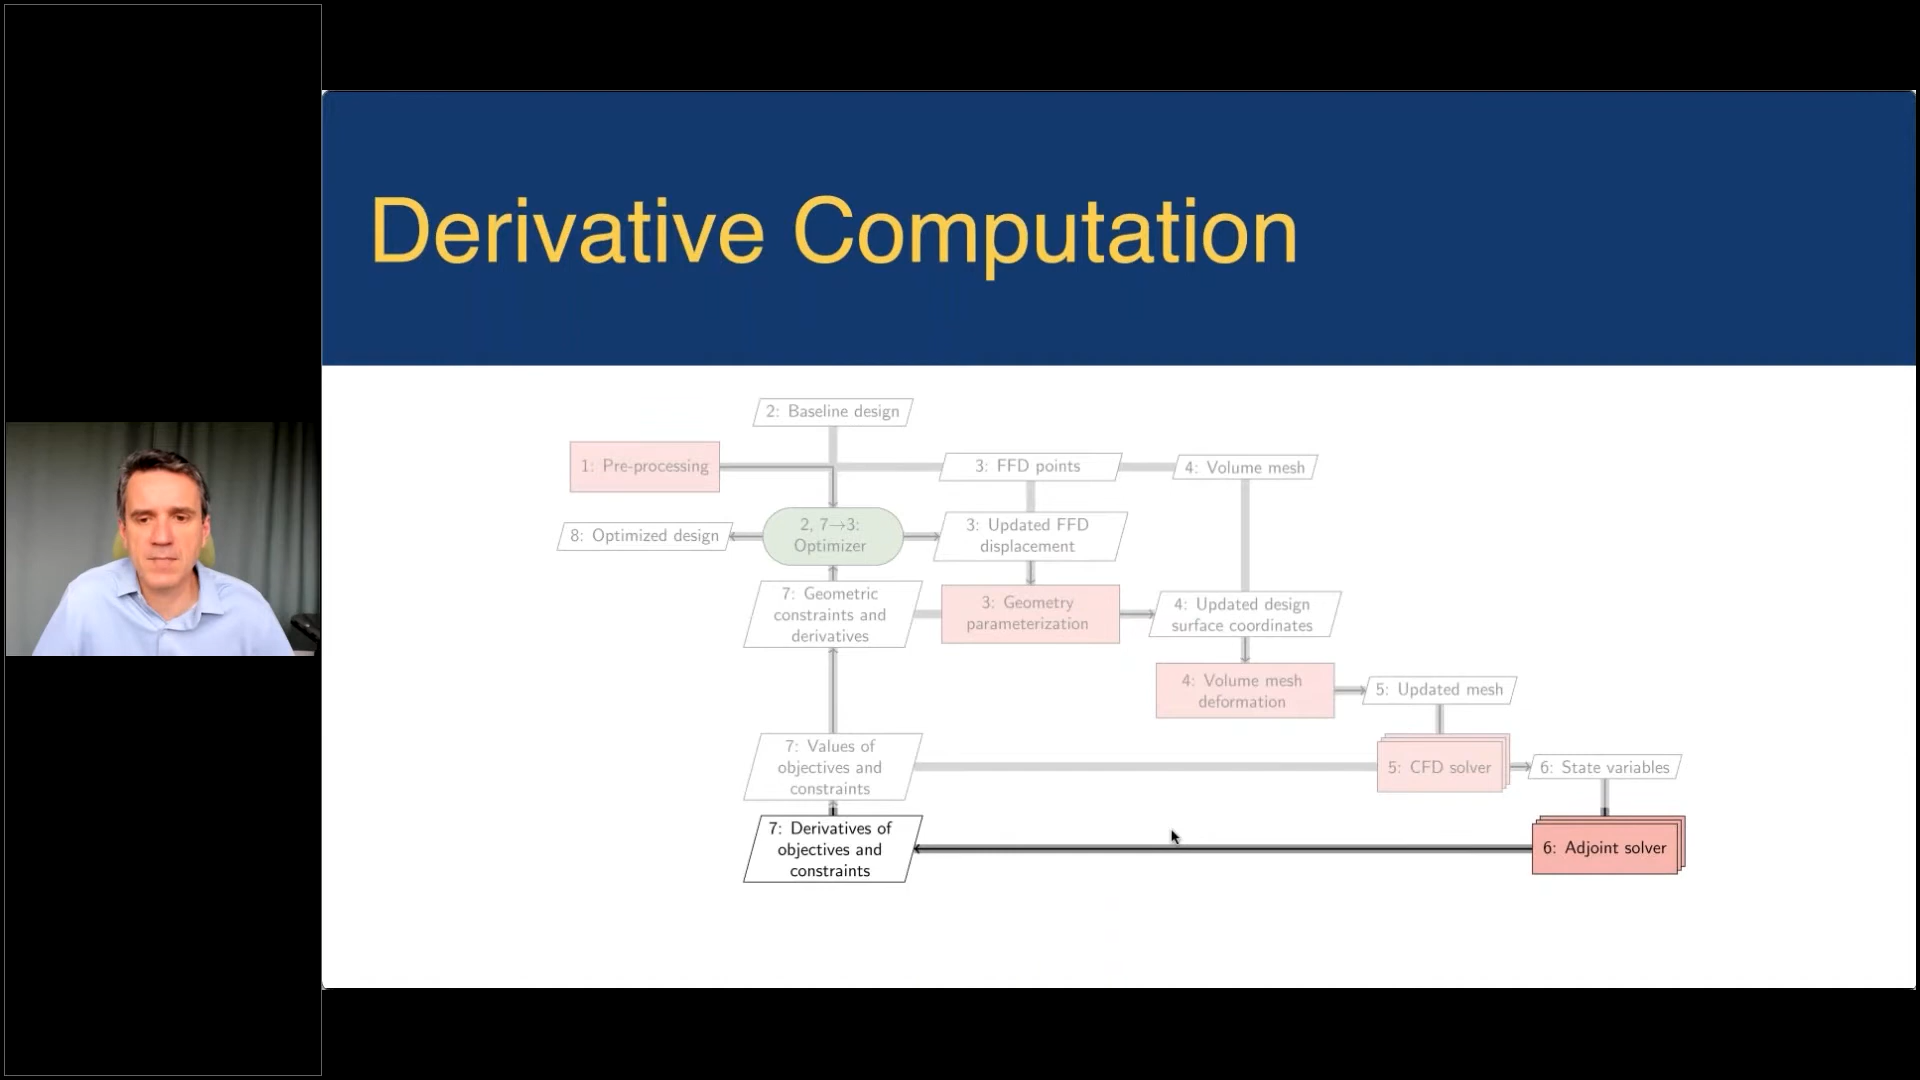 Derivative Computation
2: Baseline design
1: Pre-processing
3: FFD points
4: Volume mesh
8: Optimized design
2, 7→3:
Optimizer
3: Updated FFD
displacement
7: Geometric
constraints and
derivatives
3: Geometry
parameterization
4: Updated design
surface coordinates
4: Volume mesh
deformation
5: Updated mesh
7: Values of
objectives and
constraints
5: CFD solver
6: State variables
7: Derivatives of
objectives and
constraints
6: Adjoint solver